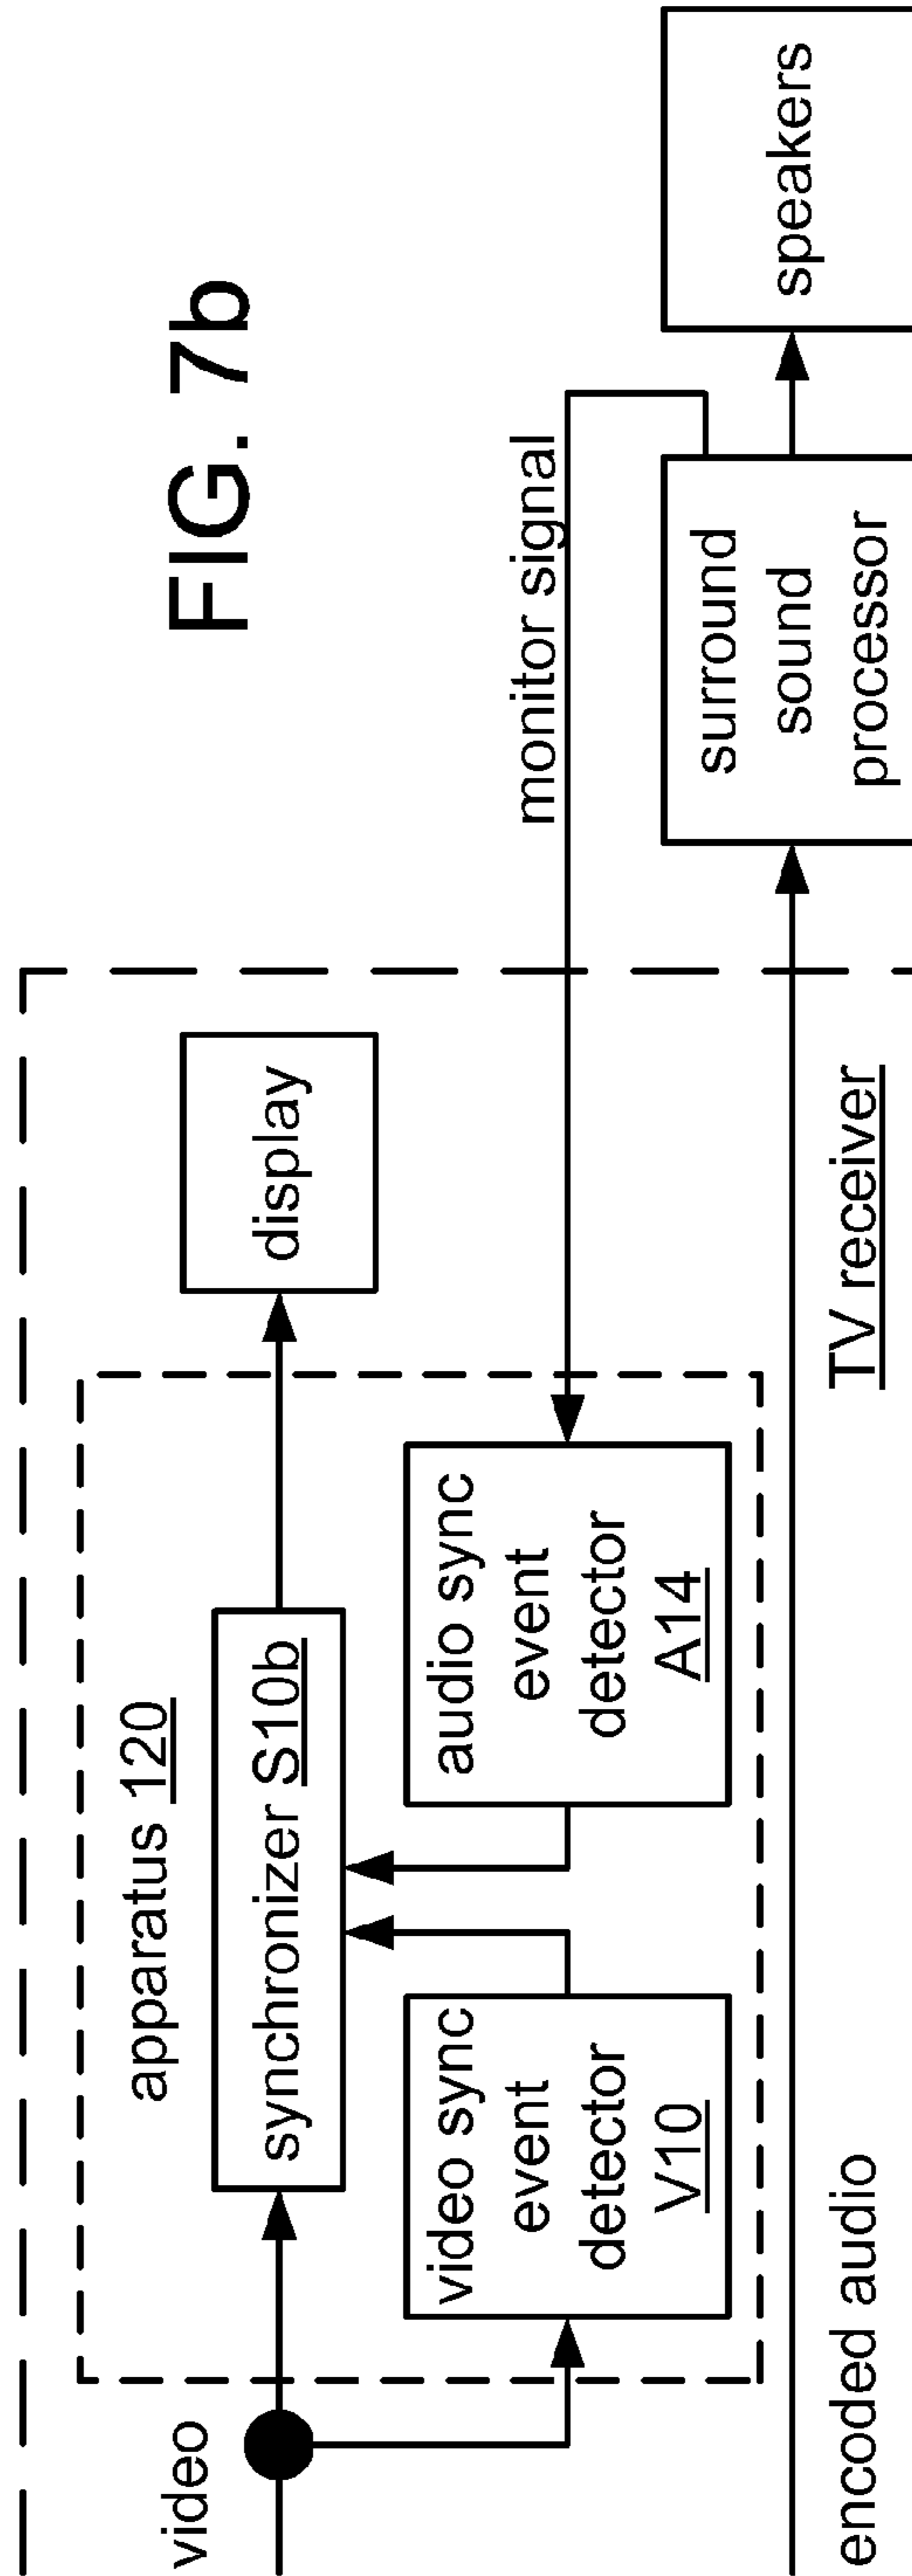 FIG. 7b
video
apparatus 120
synchronizer S10b
display
video sync
event
detector
V10
audio sync
event
detector
A14
monitor signal
encoded audio
TV receiver
surround
sound
processor
speakers